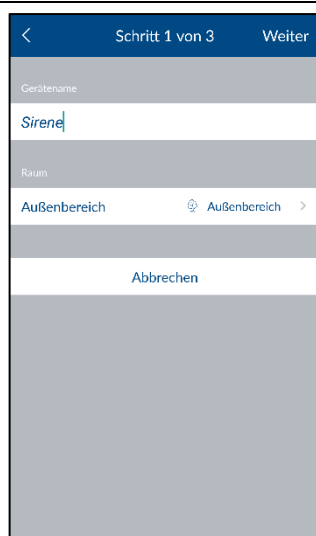 Schritt 1 von 3 Weiter
Gerätename
Sirene
Raum
Außenbereich Außenbereich
Abbrechen